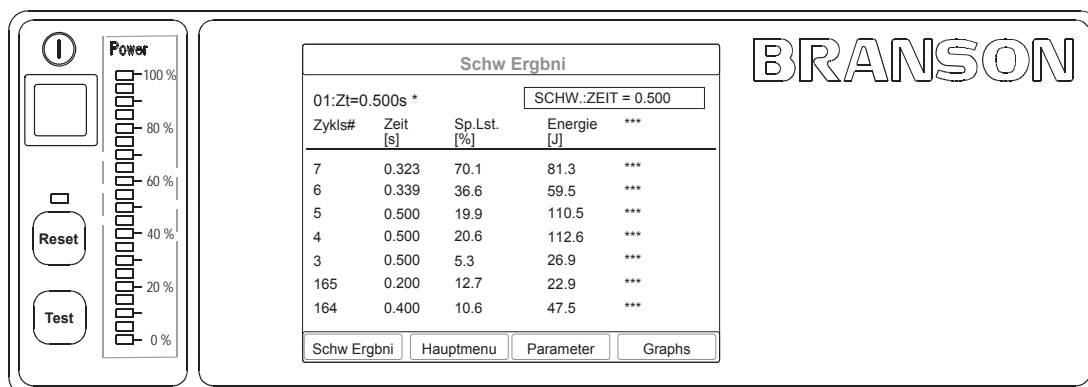 Power
100 %
80 %
60 %
40 %
20 %
0 %
Reset
Test
Schw Ergbni
01:Zt=0.500s *
SCHW.:ZEIT = 0.500
Zykls# Zeit [s] Sp.Lst. [%] Energie [J] ***
7 0.323 70.1 81.3 ***
6 0.339 36.6 59.5 ***
5 0.500 19.9 110.5 ***
4 0.500 20.6 112.6 ***
3 0.500 5.3 26.9 ***
165 0.200 12.7 22.9 ***
164 0.400 10.6 47.5 ***
Schw Ergbni Hauptmenu Parameter Graphs
BRANSON